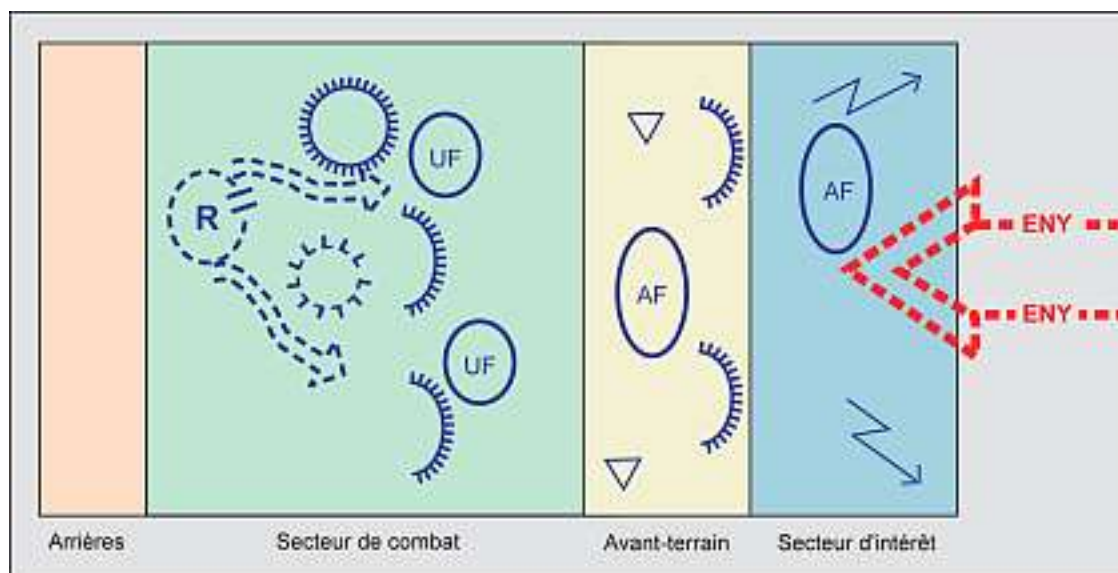 UF
R
AF
AF
UF
ENY
ENY
Arrières
Secteur de combat
Avant-terrain
Secteur d'intérêt